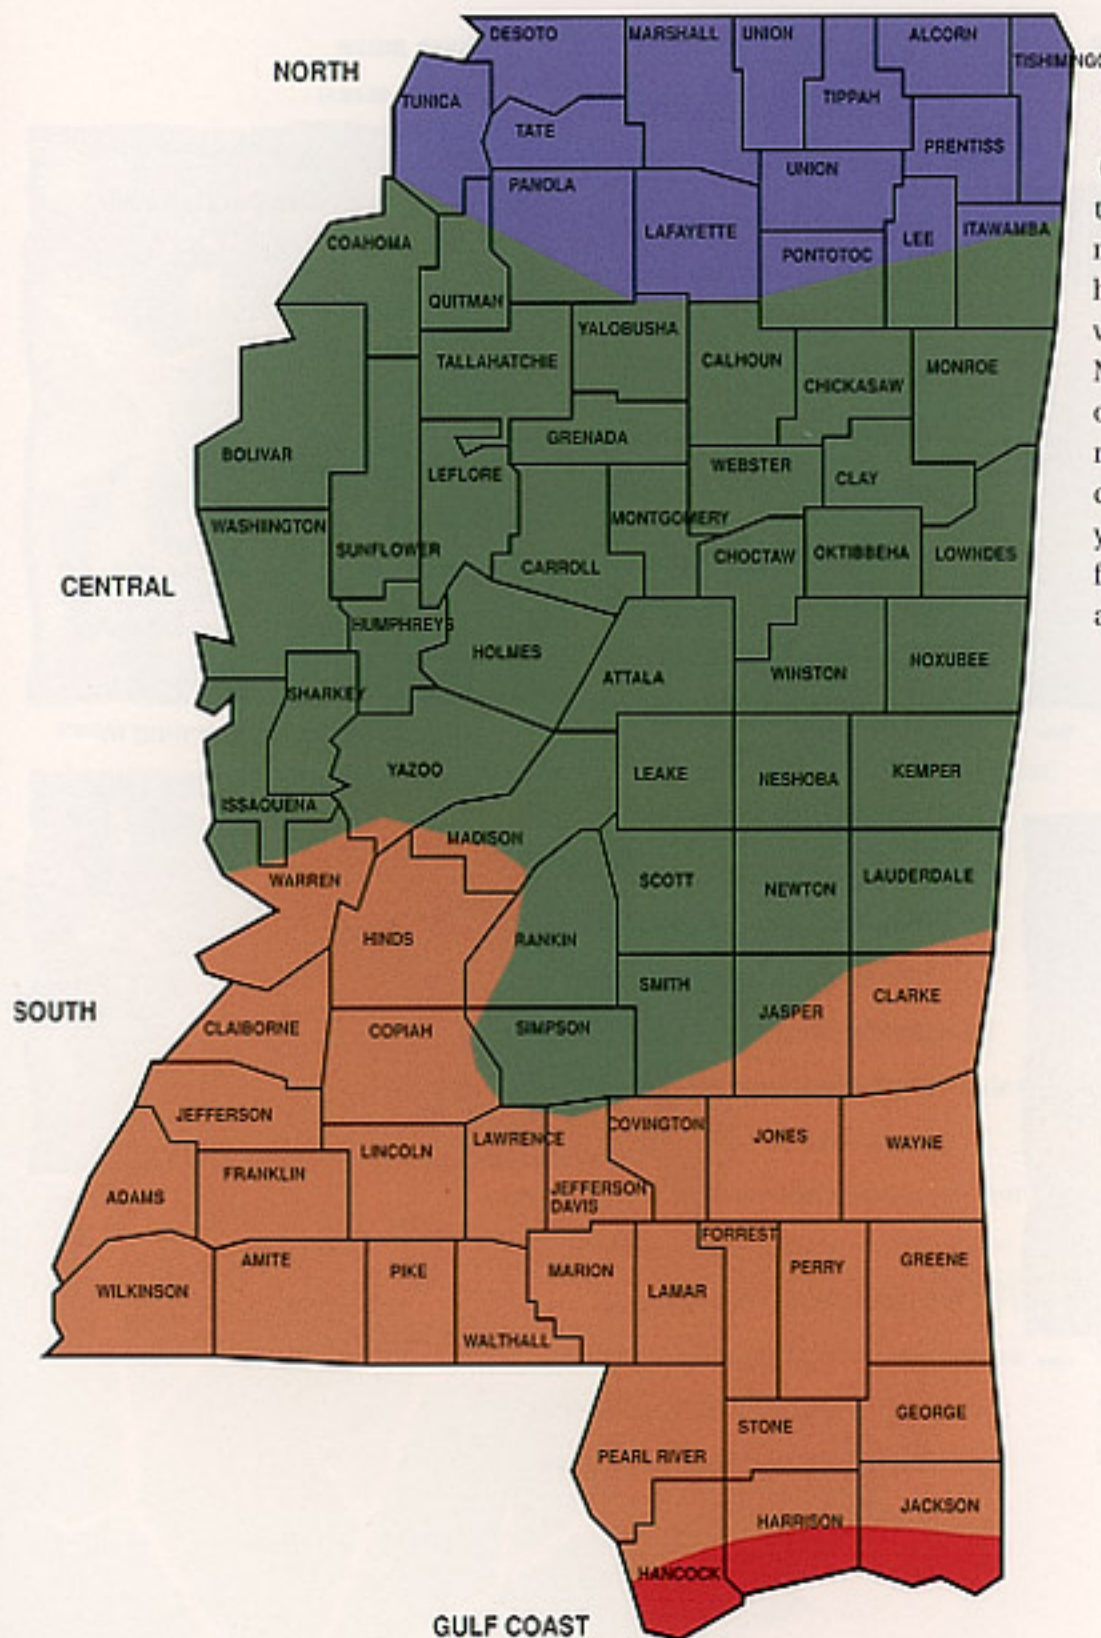 NORTH
DESOTO
MARSHALL
UNION
ALCORN
TISHIMINGO
TUNICA
TATE
TIPPAH
PRENTISS
PANOLA
UNION
LAFAYETTE
COAHOMA
PONTOTOC
LEE
ITAWAMBA
QUITMAN
YALOBUSHA
TALLAHATCHIE
CALHOUN
CHICKASAW
MONROE
GRENADA
BOLIVAR
LEFLORE
WEBSTER
CLAY
WASHINGTON
SUNFLOWER
MONTGOMERY
CARROLL
CHOCTAW
OKTIBBEHA
LOWNDES
CENTRAL
HUMPHREYS
HOLMES
ATTALA
WINSTON
NOXUBEE
SHARKEY
YAZOO
LEAKE
NESHOBA
KEMPER
ISSAQUENA
MADISON
WARREN
SCOTT
NEWTON
LAUDERDALE
HINDS
RANKIN
SMITH
JASPER
CLARKE
SOUTH
CLAIBORNE
COPIAH
SIMPSON
JEFFERSON
LINCOLN
LAWRENCE
COVINGTON
JONES
WAYNE
ADAMS
FRANKLIN
JEFFERSON
DAVIS
WILKINSON
AMITE
PIKE
WALTHALL
MARION
LAMAR
FORREST
PERRY
GREENE
PEARL RIVER
STONE
GEORGE
HANCOCK
HARRISON
JACKSON
GULF COAST